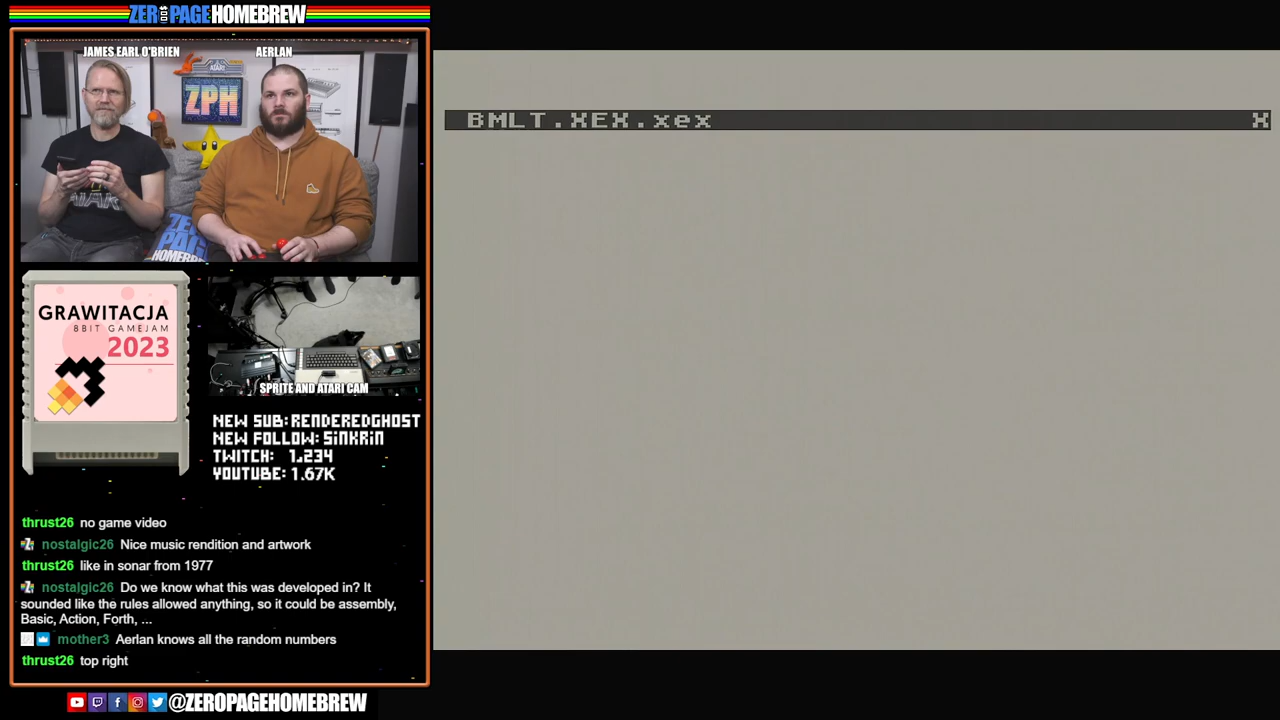 ZEROPAGE HOMEBREW
JAMES EARL O'BRIEN
AERLAN
ATARI
ZPH
ZERO
PAGE
HOMEBREW
GRAWITACJA
8BIT GAMEJAM
2023
SPRITE AND ATARI CAM
NEW SUB: RENDEREDGHOST
NEW FOLLOW: SiNKRiN
TWITCH: 1,234
YOUTUBE: 1.67K
thrust26 no game video
nostalgic26 Nice music rendition and artwork
thrust26 like in sonar from 1977
nostalgic26 Do we know what this was developed in? It
sounded like the rules allowed anything, so it could be assembly,
Basic, Action, Forth, ...
mother3 Aerlan knows all the random numbers
thrust26 top right
@ZEROPAGEHOMEBREW
BMLT.XEX.xex X